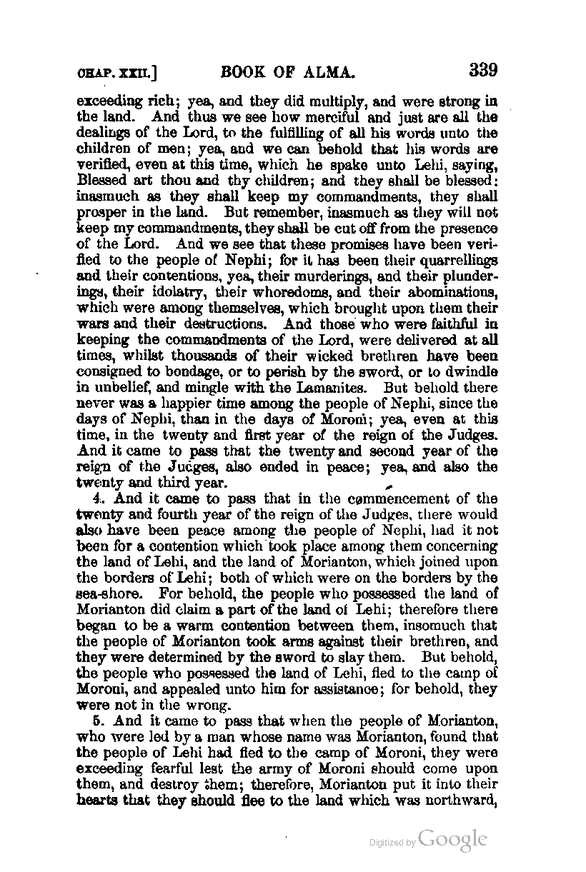 CHAP. XXII.] BOOK OF ALMA. 339
exceeding rich; yea, and they did multiply, and were strong in
the land. And thus we see how merciful and just are all the
dealings of the Lord, to the fulfilling of all his words unto the
children of men; yea, and we can behold that his words are
verified, even at this time, which he spake unto Lehi, saying,
Blessed art thou and thy children; and they shall be blessed:
inasmuch as they shall keep my commandments, they shall
prosper in the land. But remember, inasmuch as they will not
keep my commandments, they shall be cut off from the presence
of the Lord. And we see that these promises have been veri-
fied to the people of Nephi; for it has been their quarrellings
and their contentions, yea, their murderings, and their plunder-
ings, their idolatry, their whoredoms, and their abominations,
which were among themselves, which brought upon them their
wars and their destructions. And those who were faithful in
keeping the commandments of the Lord, were delivered at all
times, whilst thousands of their wicked brethren have been
consigned to bondage, or to perish by the sword, or to dwindle
in unbelief, and mingle with the Lamanites. But behold there
never was a happier time among the people of Nephi, since the
days of Nephi, than in the days of Moroni; yea, even at this
time, in the twenty and first year of the reign of the Judges.
And it came to pass that the twenty and second year of the
reign of the Judges, also ended in peace; yea, and also the
twenty and third year.
4. And it came to pass that in the commencement of the
twenty and fourth year of the reign of the Judges, there would
also have been peace among the people of Nephi, had it not
been for a contention which took place among them concerning
the land of Lehi, and the land of Morianton, which joined upon
the borders of Lehi; both of which were on the borders by the
sea-shore. For behold, the people who possessed the land of
Morianton did claim a part of the land of Lehi; therefore there
began to be a warm contention between them, insomuch that
the people of Morianton took arms against their brethren, and
they were determined by the sword to slay them. But behold,
the people who possessed the land of Lehi, fled to the camp of
Moroni, and appealed unto him for assistance; for behold, they
were not in the wrong.
5. And it came to pass that when the people of Morianton,
who were led by a man whose name was Morianton, found that
the people of Lehi had fled to the camp of Moroni, they were
exceeding fearful lest the army of Moroni should come upon
them, and destroy them; therefore, Morianton put it into their
hearts that they should flee to the land which was northward,
Digitized by Google